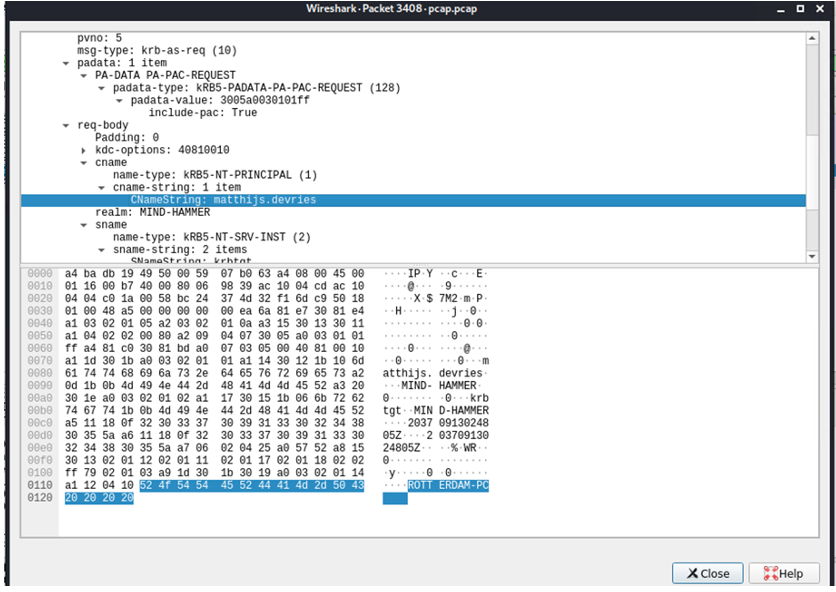 Wireshark · Packet 3408 · pcap.pcap
pvno: 5
msg-type: krb-as-req (10)
padata: 1 item
PA-DATA PA-PAC-REQUEST
padata-type: kRB5-PADATA-PA-PAC-REQUEST (128)
padata-value: 3005a0030101ff
include-pac: True
req-body
Padding: 0
kdc-options: 40810010
cname
name-type: kRB5-NT-PRINCIPAL (1)
cname-string: 1 item
CNameString: matthijs.devries
realm: MIND-HAMMER
sname
name-type: kRB5-NT-SRV-INST (2)
sname-string: 2 items
SNameString: krbtgt
0000 a4 ba db 19 49 50 00 59 07 b0 63 a4 08 00 45 00 ····IP·Y ··c···E·
0010 01 16 00 b7 40 00 80 06 98 39 ac 10 04 cd ac 10 ····@··· ·9······
0020 04 04 c0 1a 00 58 bc 24 37 4d 32 f1 6d c9 50 18 ·····X·$ 7M2·m·P·
0030 01 00 48 a5 00 00 00 00 00 ea 6a 81 e7 30 81 e4 ··H····· ··j··0··
0040 a1 03 02 01 05 a2 03 02 01 0a a3 15 30 13 30 11 ········ ····0·0·
0050 a1 04 02 02 00 80 a2 09 04 07 30 05 a0 03 01 01 ········ ··0·····
0060 ff a4 81 c0 30 81 bd a0 07 03 05 00 40 81 00 10 ····0··· ····@···
0070 a1 1d 30 1b a0 03 02 01 01 a1 14 30 12 1b 10 6d ··0····· ···0···m
0080 61 74 74 68 69 6a 73 2e 64 65 76 72 69 65 73 a2 atthijs. devries·
0090 0d 1b 0b 4d 49 4e 44 2d 48 41 4d 4d 45 52 a3 20 ···MIND- HAMMER·
00a0 30 1e a0 03 02 01 02 a1 17 30 15 1b 06 6b 72 62 0······· ·0···krb
00b0 74 67 74 1b 0b 4d 49 4e 44 2d 48 41 4d 4d 45 52 tgt··MIN D-HAMMER
00c0 a5 11 18 0f 32 30 33 37 30 39 31 33 30 32 34 38 ····2037 09130248
00d0 30 35 5a a6 11 18 0f 32 30 33 37 30 39 31 33 30 05Z····2 03709130
00e0 32 34 38 30 35 5a a7 06 02 04 25 a0 57 52 a8 15 24805Z·· ··%·WR··
00f0 30 13 02 01 12 02 01 11 02 01 17 02 01 18 02 02 0······· ········
0100 ff 79 02 01 03 a9 1d 30 1b 30 19 a0 03 02 01 14 ·y·····0 ·0······
0110 a1 12 04 10 52 4f 54 54 45 52 44 41 4d 2d 50 43 ····ROTT ERDAM-PC
0120 20 20 20 20
Close
Help